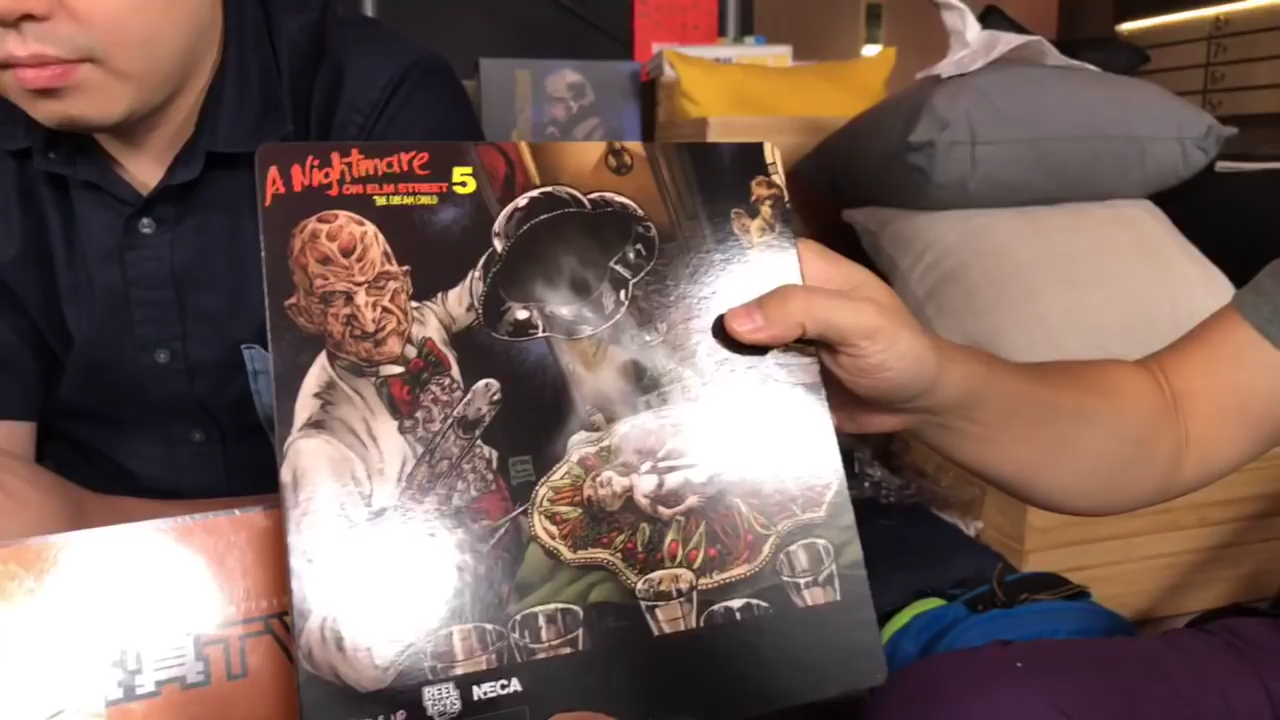 A Nightmare
ON ELM STREET 5
THE DREAM CHILD
REEL
TOYS
NECA